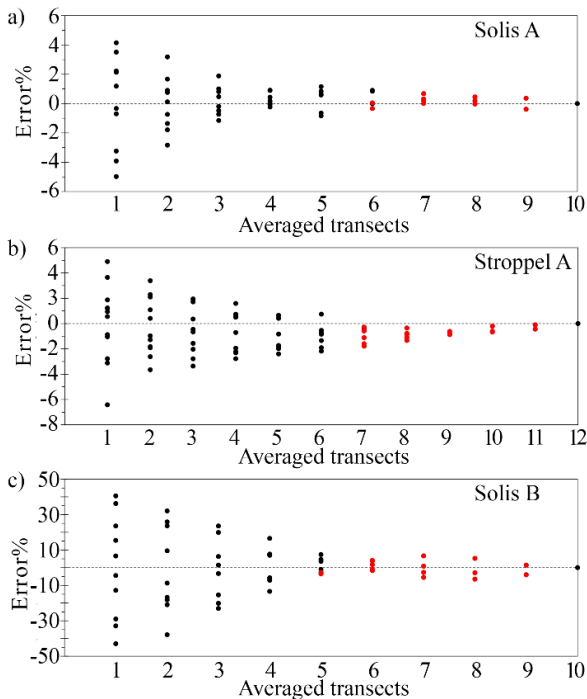 a)
Solis A
Error%
6
4
2
0
-2
-4
-6
1 2 3 4 5 6 7 8 9 10
Averaged transects
b)
Stroppel A
Error%
6
5
2
0
-2
-4
-6
-8
1 2 3 4 5 6 7 8 9 10 11 12
Averaged transects
c)
Solis B
Error%
50
30
10
-10
-30
-50
1 2 3 4 5 6 7 8 9 10
Averaged transects